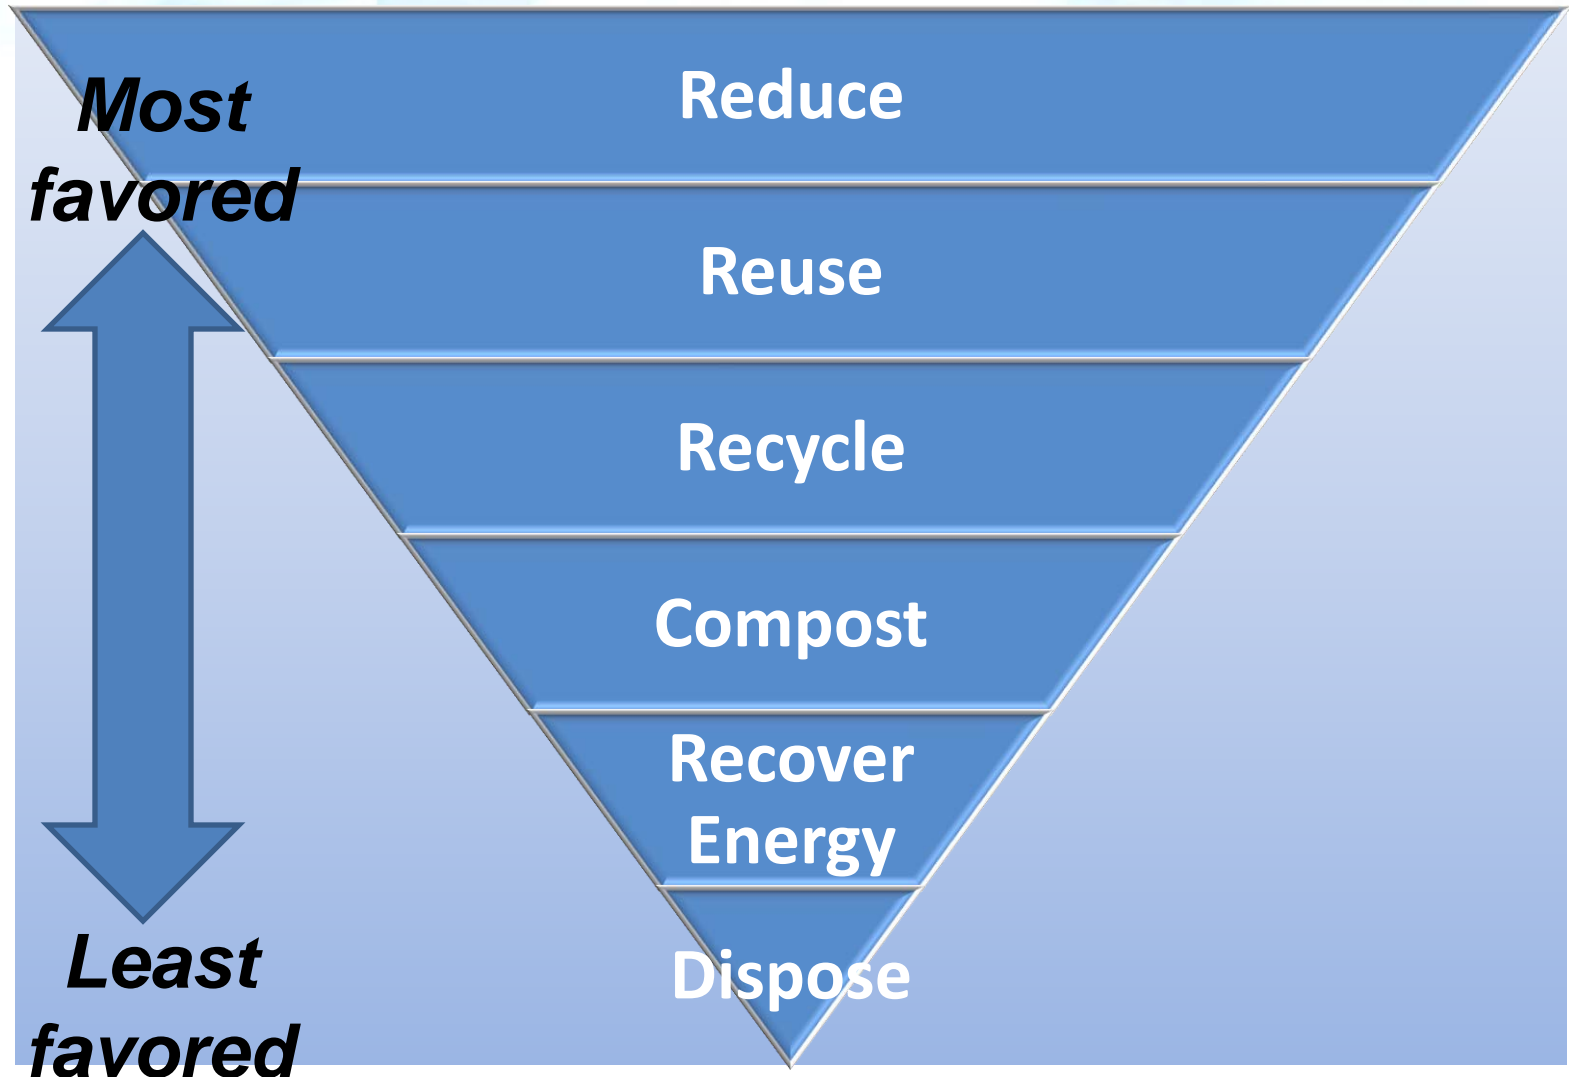 Most
favored
Reduce
Reuse
Recycle
Compost
Recover
Energy
Dispose
Least
favored